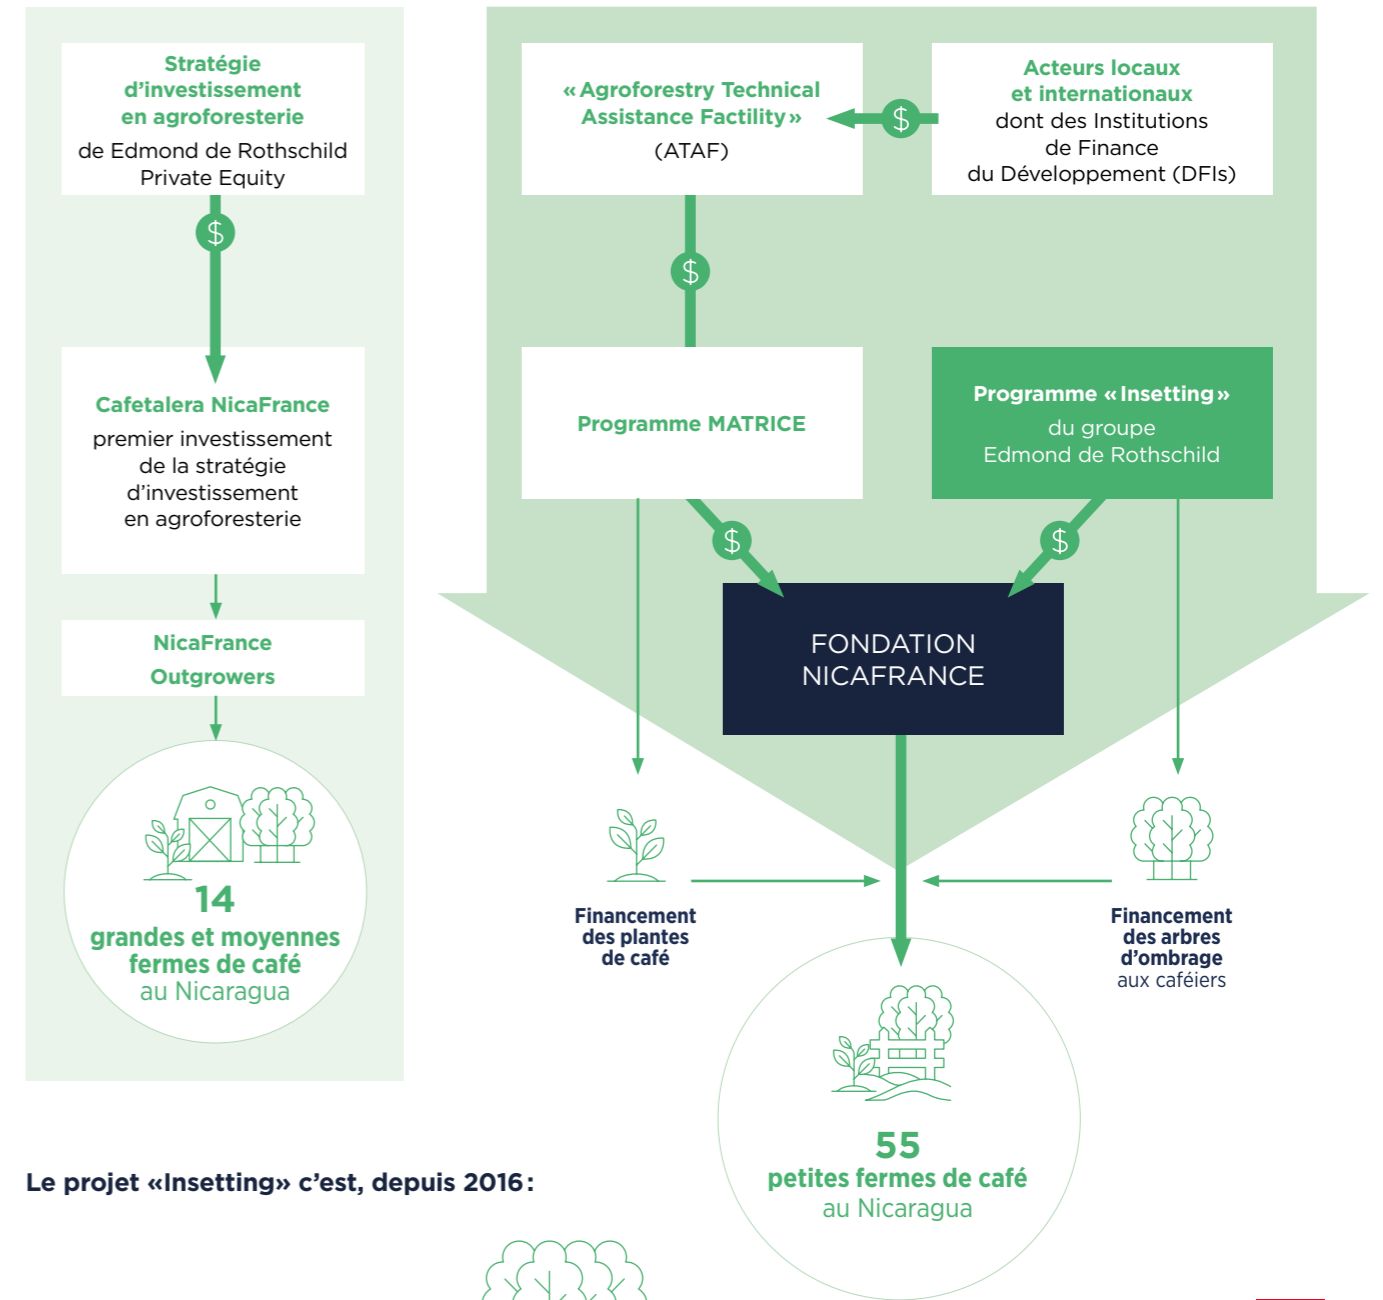 Stratégie
d’investissement
en agroforesterie
de Edmond de Rothschild
Private Equity
$
Cafetalera NicaFrance
premier investissement
de la stratégie
d’investissement
en agroforesterie
NicaFrance
Outgrowers
14
grandes et moyennes
fermes de café
au Nicaragua
« Agroforestry Technical
Assistance Factility »
(ATAF)
$
Acteurs locaux
et internationaux
dont des Institutions
de Finance
du Développement (DFIs)
$
Programme MATRICE
Programme « Insetting »
du groupe
Edmond de Rothschild
$
$
FONDATION
NICAFRANCE
Financement
des plantes
de café
Financement
des arbres
d’ombrage
aux caféiers
55
petites fermes de café
au Nicaragua
Le projet «Insetting» c’est, depuis 2016 :